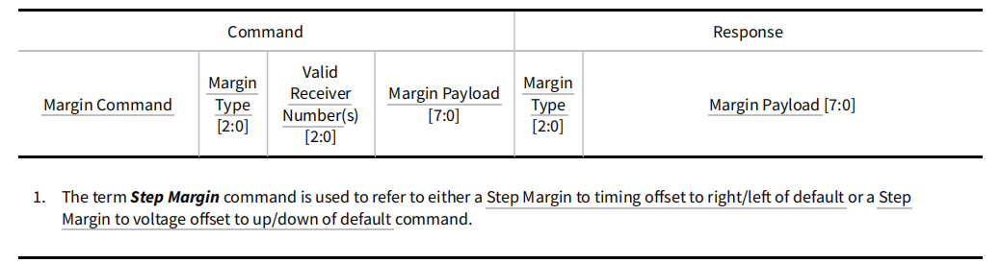 Command
Response
Margin Command
Margin
Type
[2:0]
Valid
Receiver
Number(s)
[2:0]
Margin Payload
[7:0]
Margin
Type
[2:0]
Margin Payload [7:0]
1. The term Step Margin command is used to refer to either a Step Margin to timing offset to right/left of default or a Step
Margin to voltage offset to up/down of default command.